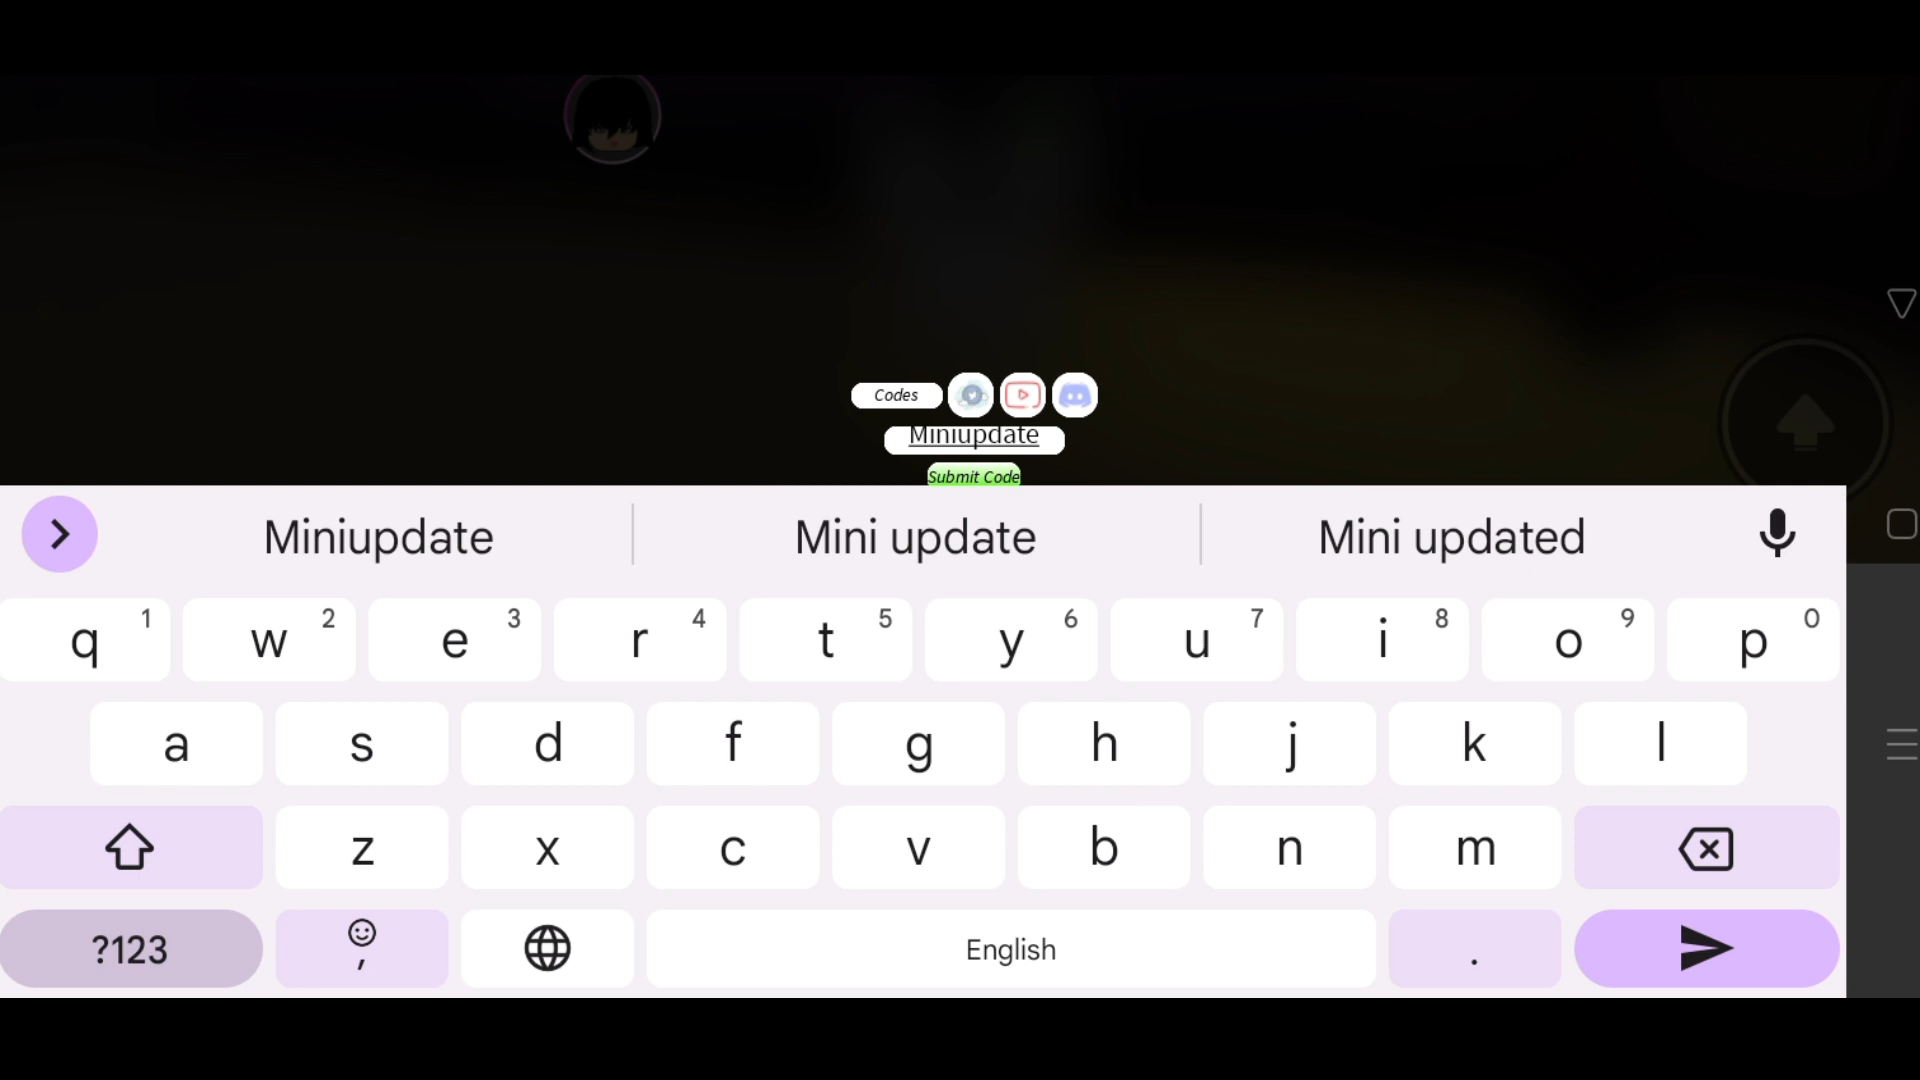 Codes
Miniupdate
Submit Code
Miniupdate Mini update Mini updated
q 1 w 2 e 3 r 4 t 5 y 6 u 7 i 8 o 9 p 0
a s d f g h j k l
z x c v b n m
?123 , English .